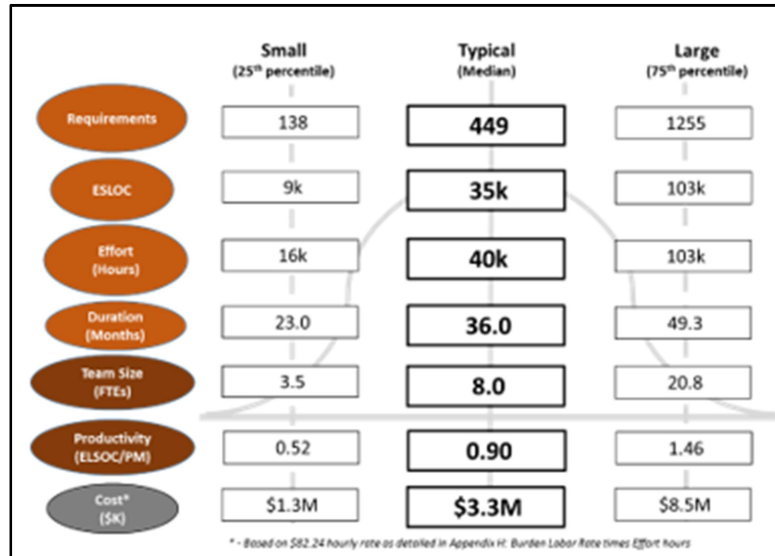 Small
(25th percentile)
Typical
(Median)
Large
(75th percentile)
Requirements
138
449
1255
ESLOC
9k
35k
103k
Effort
(Hours)
16k
40k
103k
Duration
(Months)
23.0
36.0
49.3
Team Size
(FTEs)
3.5
8.0
20.8
Productivity
(ELSOC/PM)
0.52
0.90
1.46
Cost*
($K)
$1.3M
$3.3M
$8.5M
* - Based on $82.24 hourly rate as detailed in Appendix H: Burden Labor Rate times Effort hours